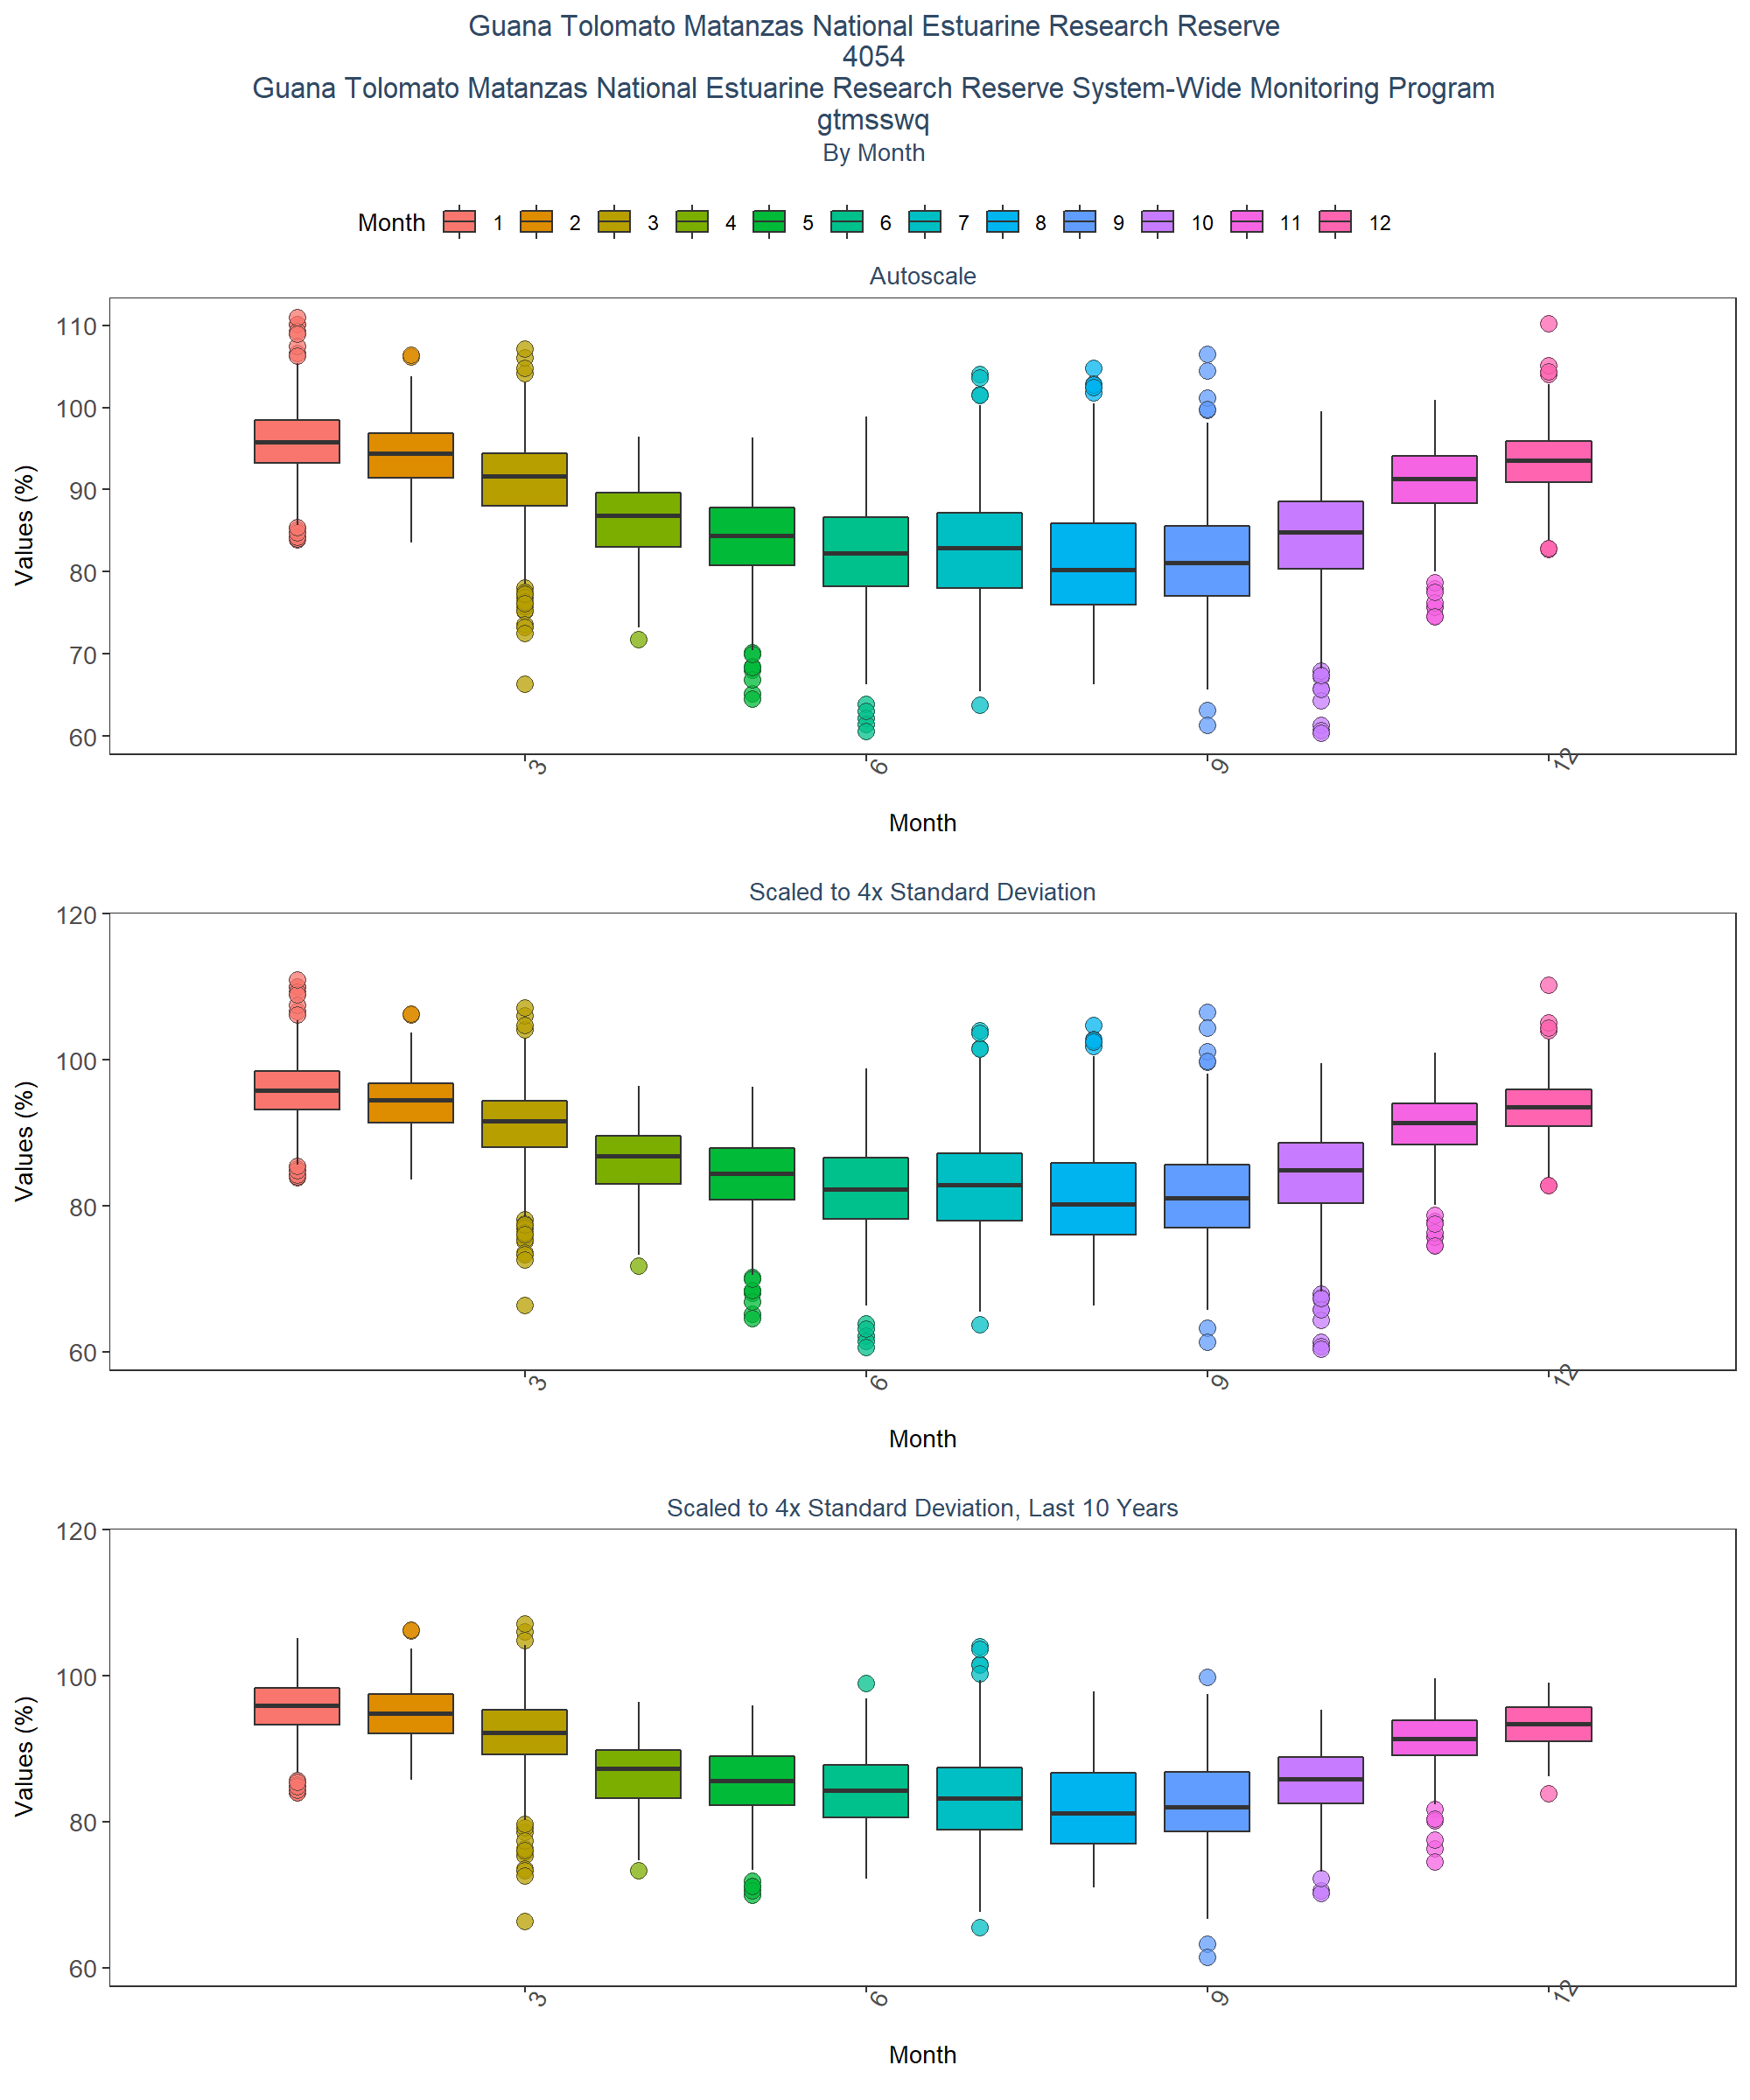 Guana Tolomato Matanzas National Estuarine Research Reserve
4054
Guana Tolomato Matanzas National Estuarine Research Reserve System-Wide Monitoring Program
gtmsswq
By Month
Month 1 2 3 4 5 6 7 8 9 10 11 12
Autoscale
Values (%)
110
100
90
80
70
60
3 6 9 12
Month
Scaled to 4x Standard Deviation
Values (%)
120
100
80
60
3 6 9 12
Month
Scaled to 4x Standard Deviation, Last 10 Years
Values (%)
120
100
80
60
3 6 9 12
Month